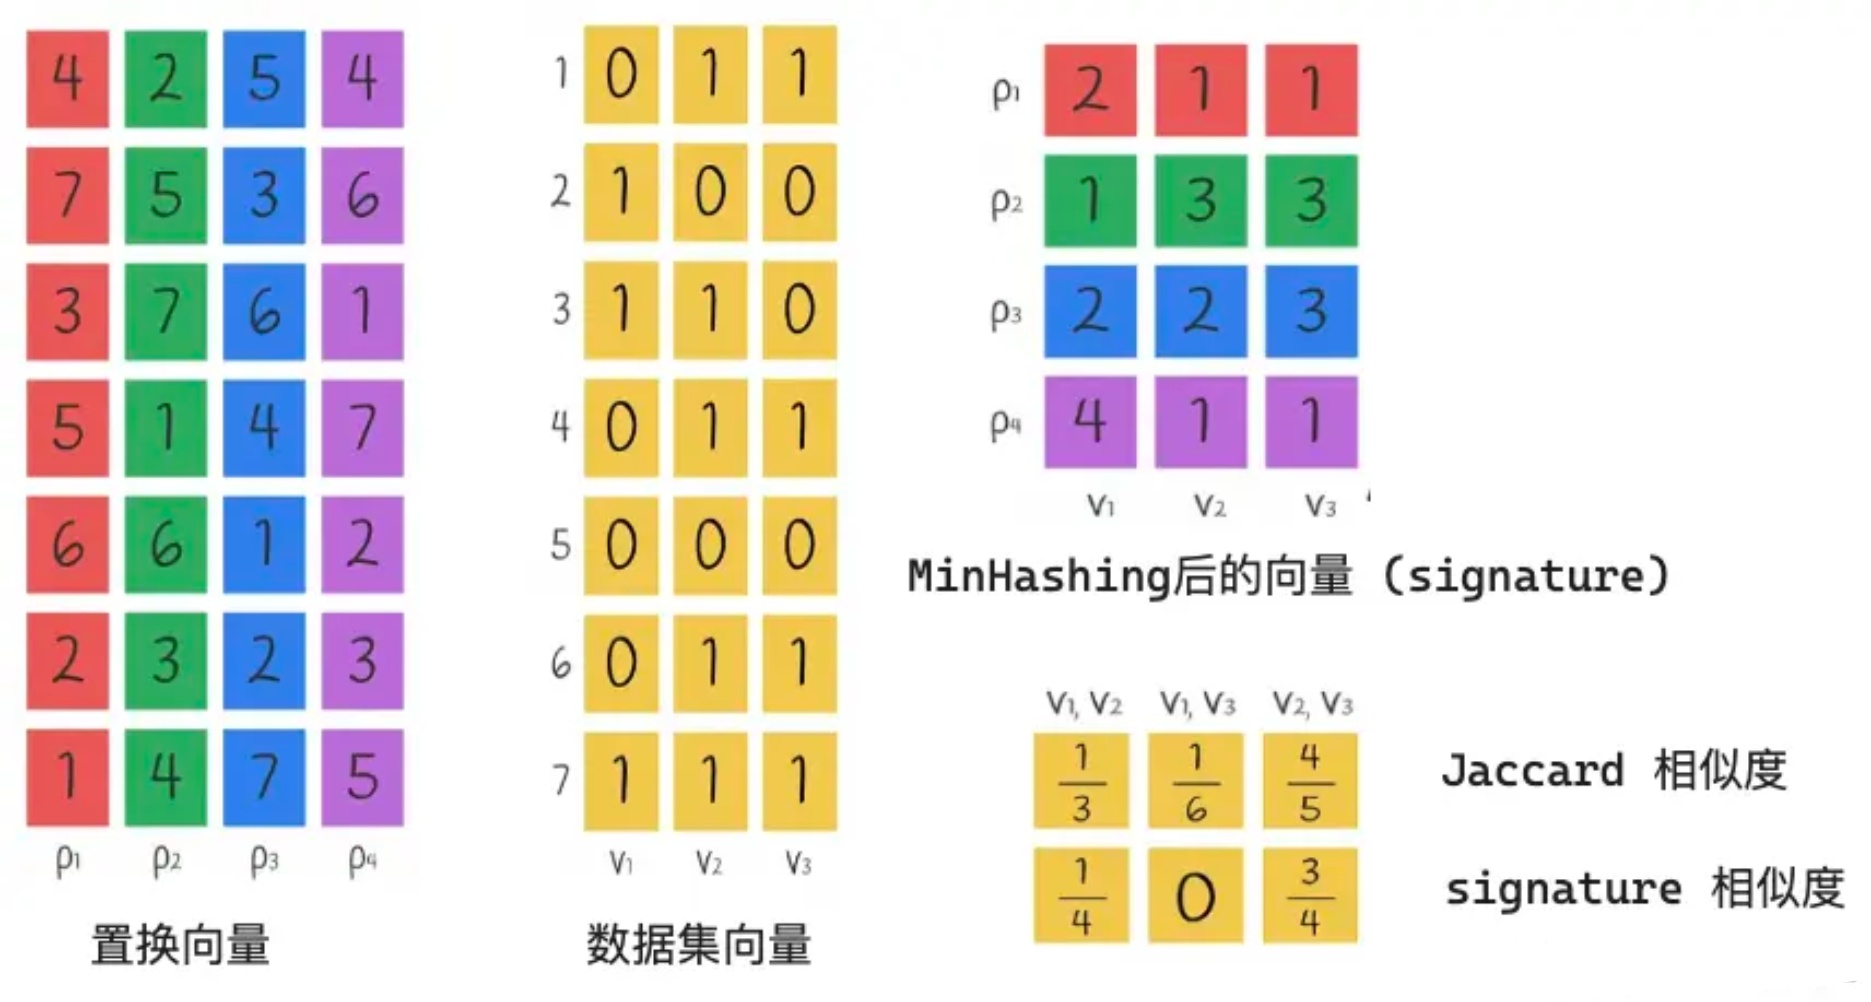 4 2 5 4
7 5 3 6
3 7 6 1
5 1 4 7
6 6 1 2
2 3 2 3
1 4 7 5
ρ1 ρ2 ρ3 ρ4
置换向量
1 0 1 1
2 1 0 0
3 1 1 0
4 0 1 1
5 0 0 0
6 0 1 1
7 1 1 1
V1 V2 V3
数据集向量
ρ1 2 1 1
ρ2 1 3 3
ρ3 2 2 3
ρ4 4 1 1
V1 V2 V3
MinHashing后的向量 (signature)
V1, V2 V1, V3 V2, V3
1/3 1/6 4/5 Jaccard 相似度
1/4 0 3/4 signature 相似度